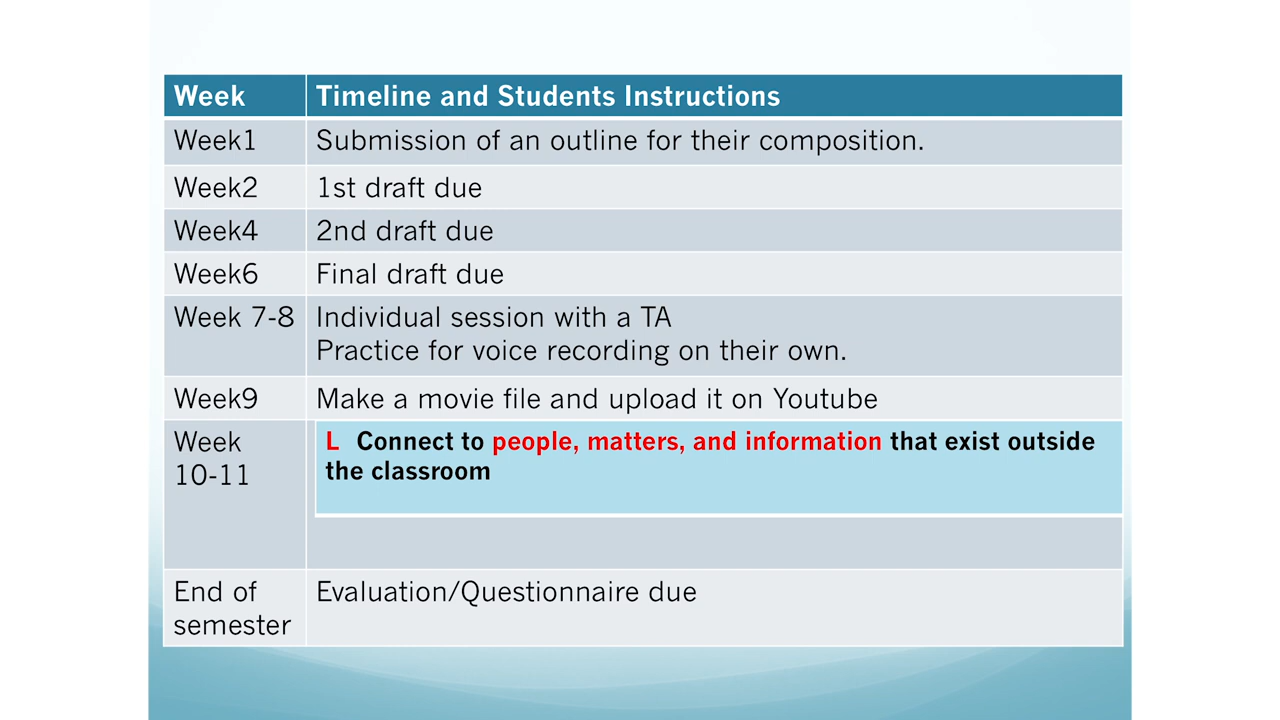 Week Timeline and Students Instructions
Week1 Submission of an outline for their composition.
Week2 1st draft due
Week4 2nd draft due
Week6 Final draft due
Week 7-8 Individual session with a TA
Practice for voice recording on their own.
Week9 Make a movie file and upload it on Youtube
Week
10-11
L Connect to people, matters, and information that exist outside
the classroom
End of
semester
Evaluation/Questionnaire due